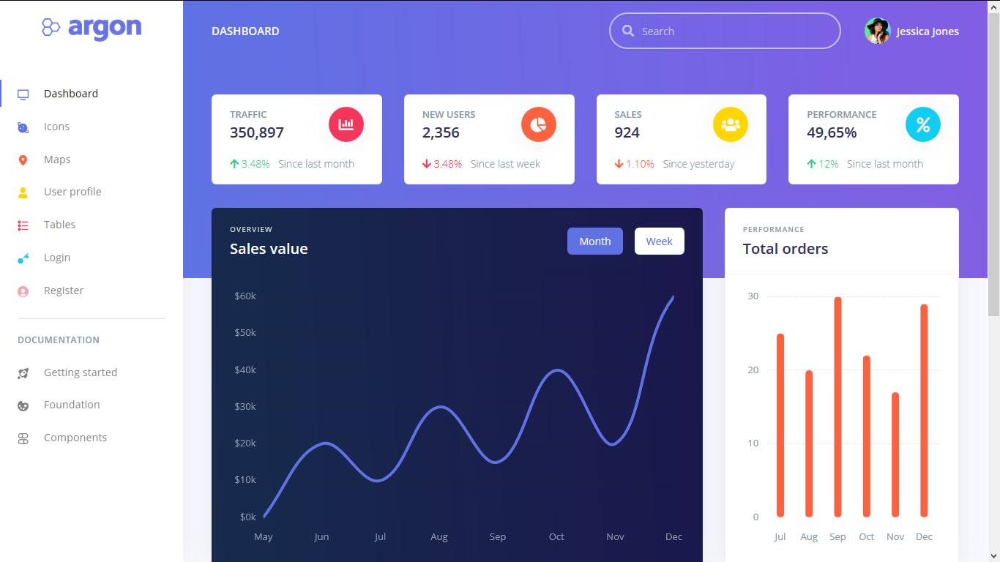 argon
Dashboard
Icons
Maps
User profile
Tables
Login
Register
DOCUMENTATION
Getting started
Foundation
Components
DASHBOARD
Search
Jessica Jones
TRAFFIC
350,897
3.48% Since last month
NEW USERS
2,356
3.48% Since last week
SALES
924
1.10% Since yesterday
PERFORMANCE
49,65%
12% Since last month
OVERVIEW
Sales value
Month
Week
$60k
$50k
$40k
$30k
$20k
$10k
$0k
May Jun Jul Aug Sep Oct Nov Dec
PERFORMANCE
Total orders
30
20
10
0
Jul Aug Sep Oct Nov Dec